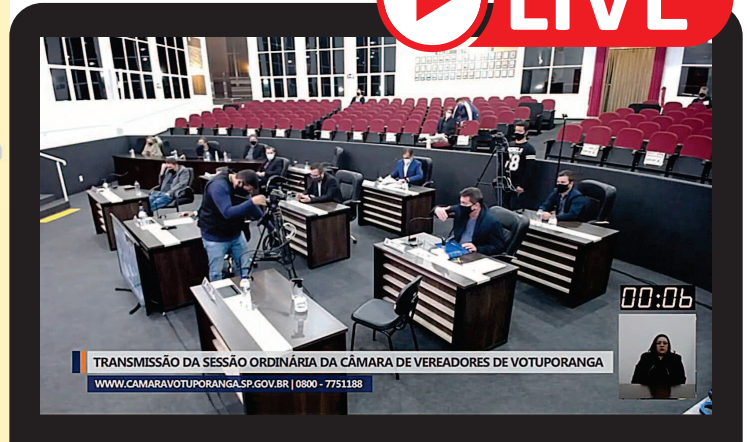 LIVE
78
00:06
TRANSMISSÃO DA SESSÃO ORDINÁRIA DA CÂMARA DE VEREADORES DE VOTUPORANGA
WWW.CAMARAVOTUPORANGA.SP.GOV.BR | 0800 - 7751188